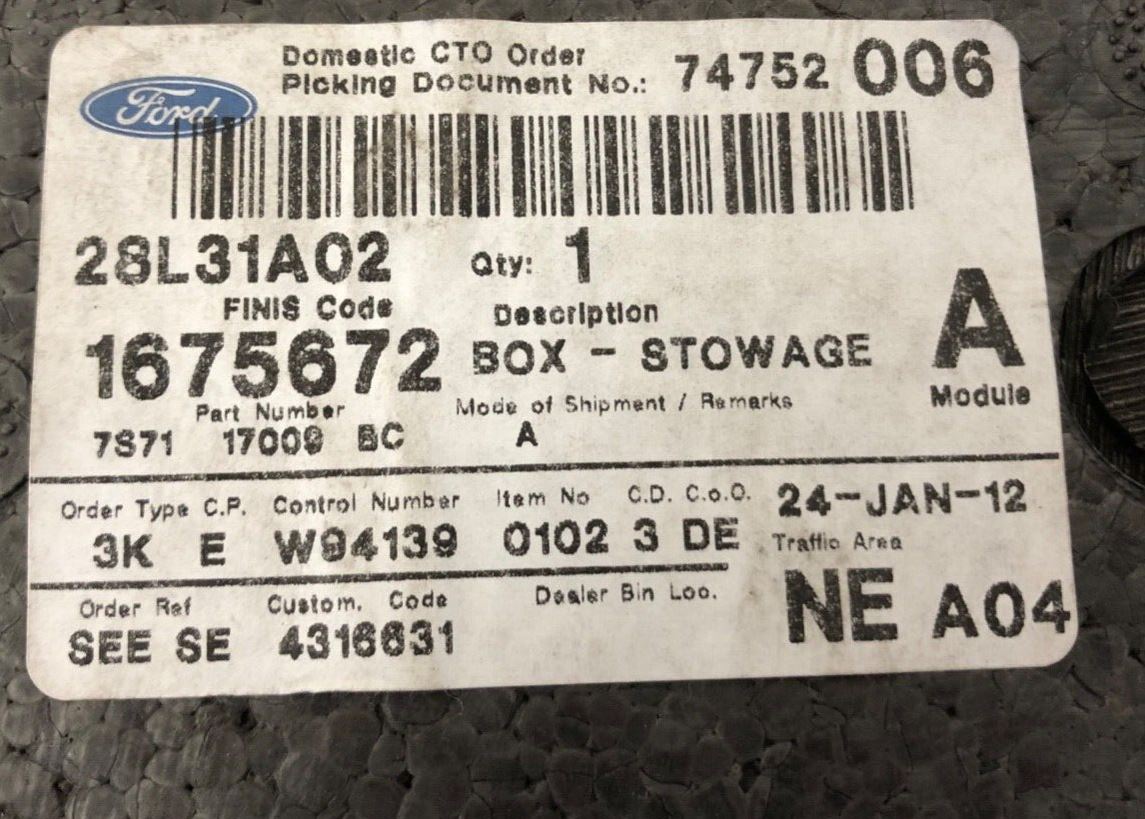 Domestic CTO Order
Picking Document No.: 74752 006
Ford
28L31A02 Qty: 1
FINIS Code Description
1675672 BOX - STOWAGE A
Part Number Mode of Shipment / Remarks Module
7S71 17009 BC A
Order Type C.P. Control Number Item No C.D. C.o.O. 24-JAN-12
3K E W94139 0102 3 DE Traffic Area
Order Ref Custom. Code Dealer Bin Loc. NE A04
SEE SE 4316631